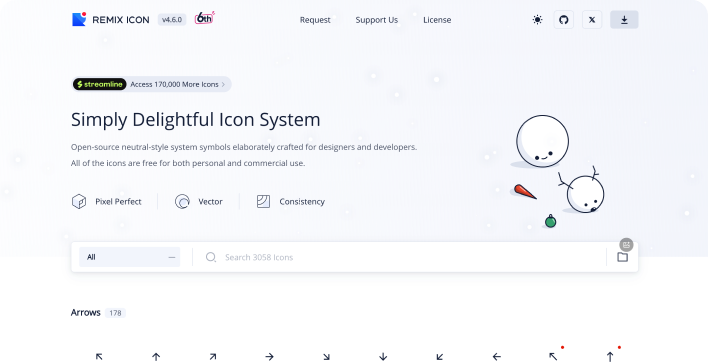 REMIX ICON v4.6.0 6th Request Support Us License
streamline Access 170,000 More Icons
Simply Delightful Icon System
Open-source neutral-style system symbols elaborately crafted for designers and developers.
All of the icons are free for both personal and commercial use.
Pixel Perfect Vector Consistency
All Search 3058 Icons
Arrows 178